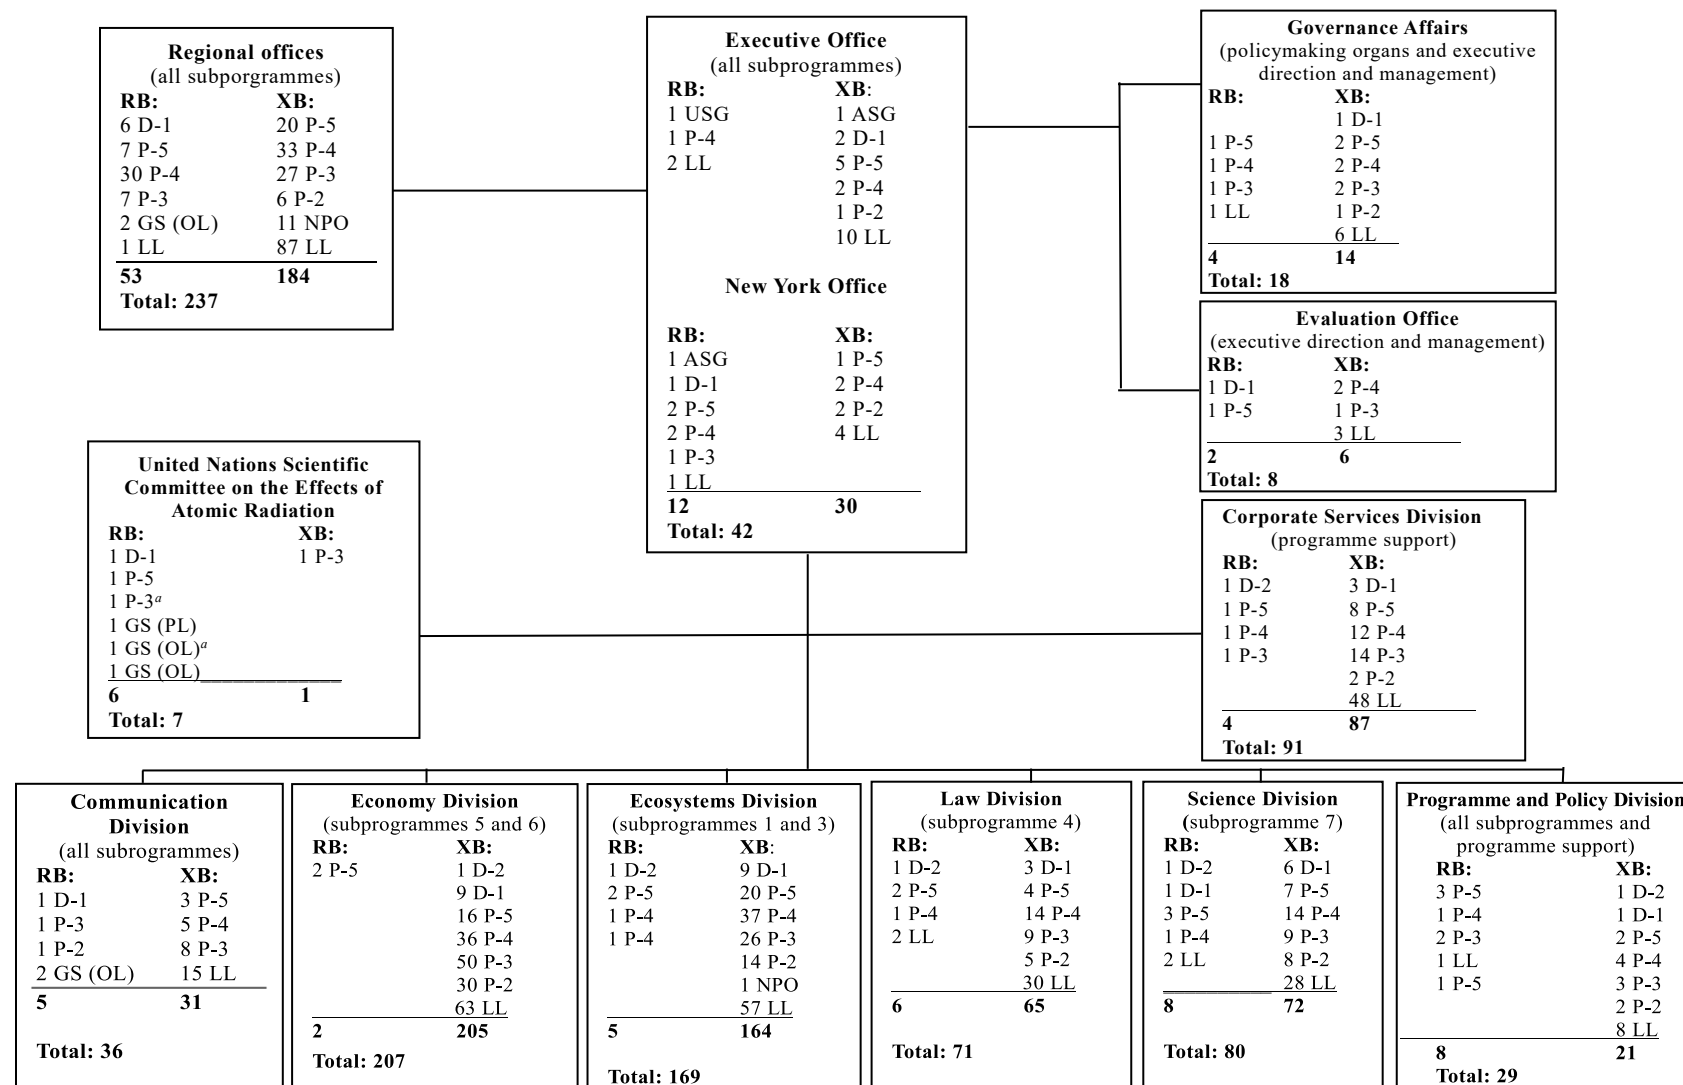 Regional offices
(all subporgrammes)
RB: XB:
6 D-1 20 P-5
7 P-5 33 P-4
30 P-4 27 P-3
7 P-3 6 P-2
2 GS (OL) 11 NPO
1 LL 87 LL
53 184
Total: 237
Executive Office
(all subprogrammes)
RB: XB:
1 USG 1 ASG
1 P-4 2 D-1
2 LL 5 P-5
2 P-4
1 P-2
10 LL
New York Office
RB: XB:
1 ASG 1 P-5
1 D-1 2 P-4
2 P-5 2 P-2
2 P-4 4 LL
1 P-3
1 LL
12 30
Total: 42
Governance Affairs
(policymaking organs and executive
direction and management)
RB: XB:
1 D-1
1 P-5 2 P-5
1 P-4 2 P-4
1 P-3 2 P-3
1 LL 1 P-2
6 LL
4 14
Total: 18
Evaluation Office
(executive direction and management)
RB: XB:
1 D-1 2 P-4
1 P-5 1 P-3
3 LL
2 6
Total: 8
United Nations Scientific
Committee on the Effects of
Atomic Radiation
RB: XB:
1 D-1 1 P-3
1 P-5
1 P-3a
1 GS (PL)
1 GS (OL)a
1 GS (OL)
6 1
Total: 7
Corporate Services Division
(programme support)
RB: XB:
1 D-2 3 D-1
1 P-5 8 P-5
1 P-4 12 P-4
1 P-3 14 P-3
2 P-2
48 LL
4 87
Total: 91
Communication
Division
(all subrogrammes)
RB: XB:
1 D-1 3 P-5
1 P-3 5 P-4
1 P-2 8 P-3
2 GS (OL) 15 LL
5 31
Total: 36
Economy Division
(subprogrammes 5 and 6)
RB: XB:
2 P-5 1 D-2
9 D-1
16 P-5
36 P-4
50 P-3
30 P-2
63 LL
2 205
Total: 207
Ecosystems Division
(subprogrammes 1 and 3)
RB: XB:
1 D-2 9 D-1
2 P-5 20 P-5
1 P-4 37 P-4
1 P-4 26 P-3
14 P-2
1 NPO
57 LL
5 164
Total: 169
Law Division
(subprogramme 4)
RB: XB:
1 D-2 3 D-1
2 P-5 4 P-5
1 P-4 14 P-4
2 LL 9 P-3
5 P-2
30 LL
6 65
Total: 71
Science Division
(subprogramme 7)
RB: XB:
1 D-2 6 D-1
1 D-1 7 P-5
3 P-5 14 P-4
1 P-4 9 P-3
2 LL 8 P-2
28 LL
8 72
Total: 80
Programme and Policy Division
(all subprogrammes and
programme support)
RB: XB:
3 P-5 1 D-2
1 P-4 1 D-1
2 P-3 2 P-5
1 LL 4 P-4
1 P-5 3 P-3
2 P-2
8 LL
8 21
Total: 29